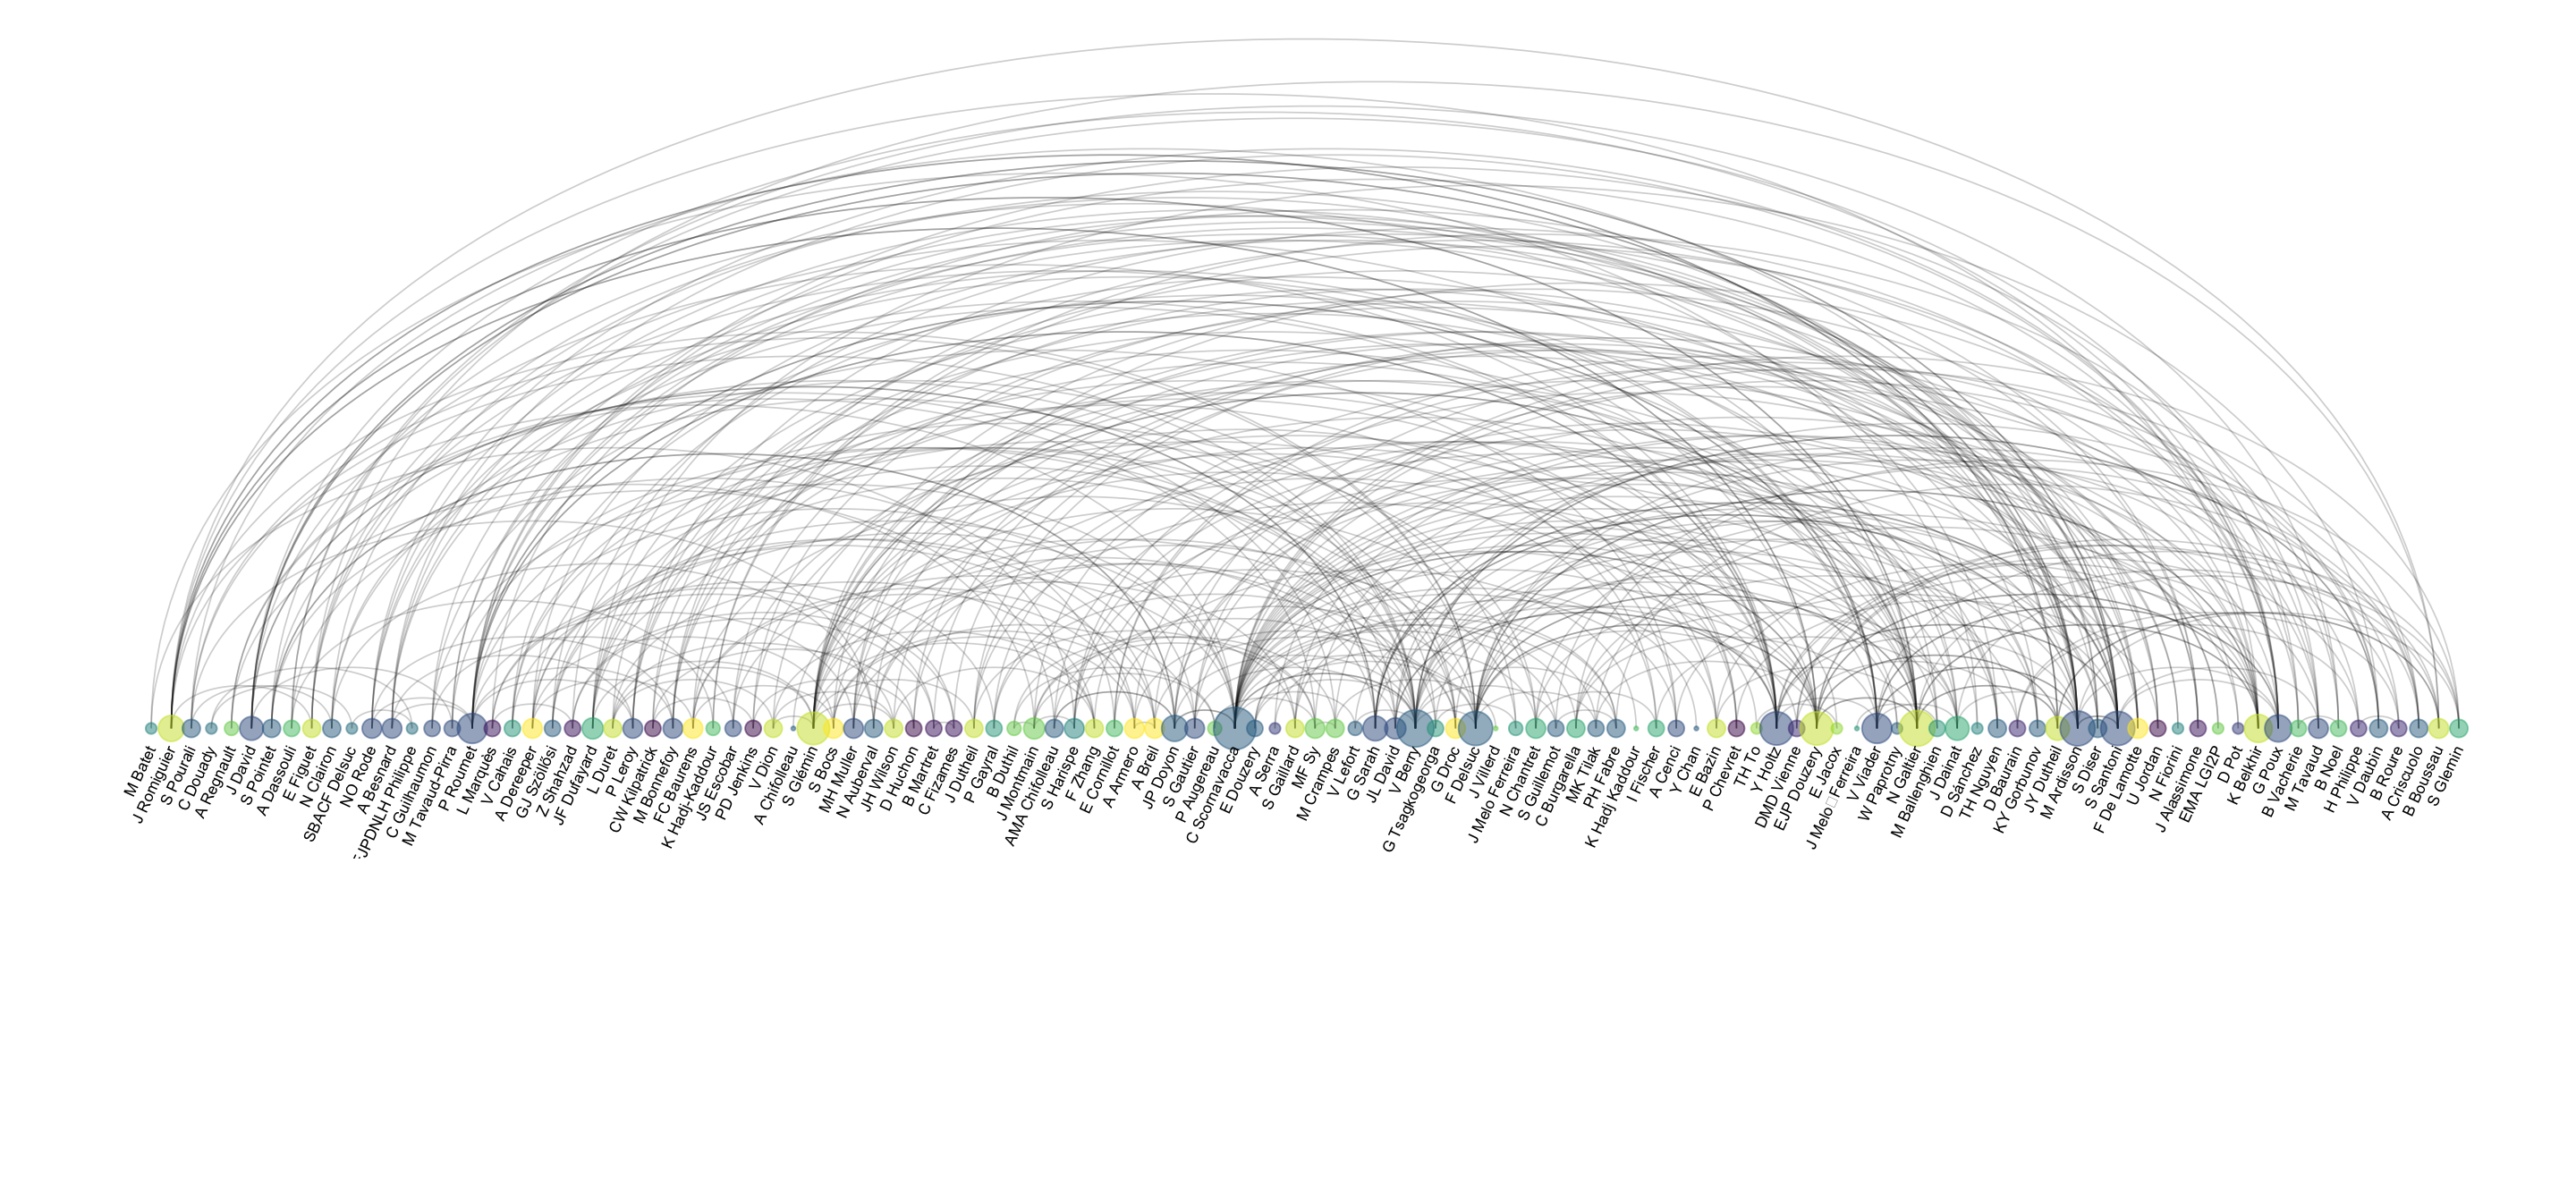 M Batet
J Romiguier
S Pourali
C Douady
A Regnault
J David
S Pointet
A Dassouli
E Figuet
N Clairon
SBACF Delsuc
NO Rode
A Besnard
JPDNLH Philippe
C Guilhaumon
M Tavaud-Pirra
P Roumet
L Marquès
V Cahais
A Dereeper
GJ Szöllősi
Z Shahzad
JF Dufayard
L Duret
P Leroy
CW Kilpatrick
M Bonnefoy
FC Baurens
K Hadj-Kaddour
JS Escobar
PD Jenkins
V Dion
A Chifolleau
S Glémin
S Bocs
MH Muller
N Auberval
JH Wilson
D Huchon
B Martret
C Fizames
J Dutheil
P Gayral
B Duthil
J Montmain
AMA Chifolleau
S Harispe
F Zhang
E Cornillot
A Armero
A Breil
JP Doyon
S Gautier
P Augereau
C Scornavacca
E Douzery
A Serra
S Gaillard
MF Sy
M Crampes
V Lefort
G Sarah
JL David
V Berry
G Tsagkogeorga
G Droc
F Delsuc
J Villerd
J Melo Ferreira
N Chantret
S Guillemot
C Burgarella
MK Tilak
PH Fabre
K Hadj Kaddour
I Fischer
A Cenci
Y Chan
E Bazin
P Chevret
TH To
Y Holtz
DMD Vienne
EJP Douzery
E Jacox
J Melo□Ferreira
V Viader
W Paprotny
N Galtier
M Ballenghien
J Dainat
D Sánchez
TH Nguyen
D Baurain
KY Gorbunov
JY Dutheil
M Ardisson
S Diser
S Santoni
F De Lamotte
U Jordan
N Fiorini
J Alassimone
EMA LGI2P
D Pot
K Belkhir
G Poux
B Vacherie
M Tavaud
B Noel
H Philippe
V Daubin
B Roure
A Criscuolo
B Boussau
S Glemin